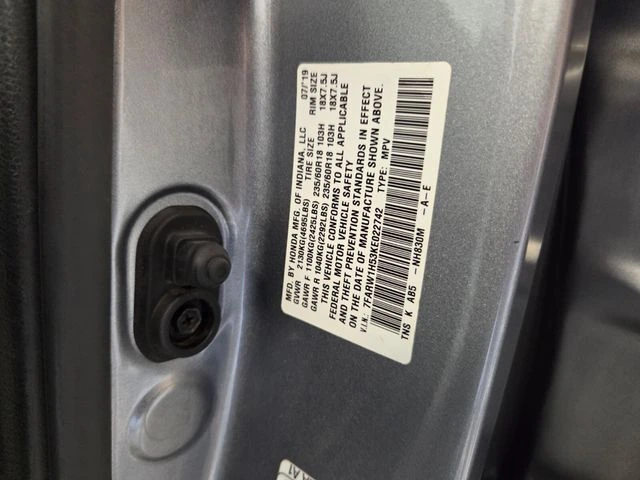 MFD. BY HONDA MFG. OF INDIANA, LLC 07/'19
GVWR 2130KG(4695LBS) TIRE SIZE RIM SIZE
GAWR F 1100KG(2425LBS) 235/60R18 103H 18X7.5J
GAWR R 1040KG(2292LBS) 235/60R18 103H 18X7.5J
THIS VEHICLE CONFORMS TO ALL APPLICABLE
FEDERAL MOTOR VEHICLE SAFETY
AND THEFT PREVENTION STANDARDS IN EFFECT
ON THE DATE OF MANUFACTURE SHOWN ABOVE.
V.I.N.: 7FARW1H53KE022742 TYPE: MPV
TNS K AB5 -NH830M -A-E
A1